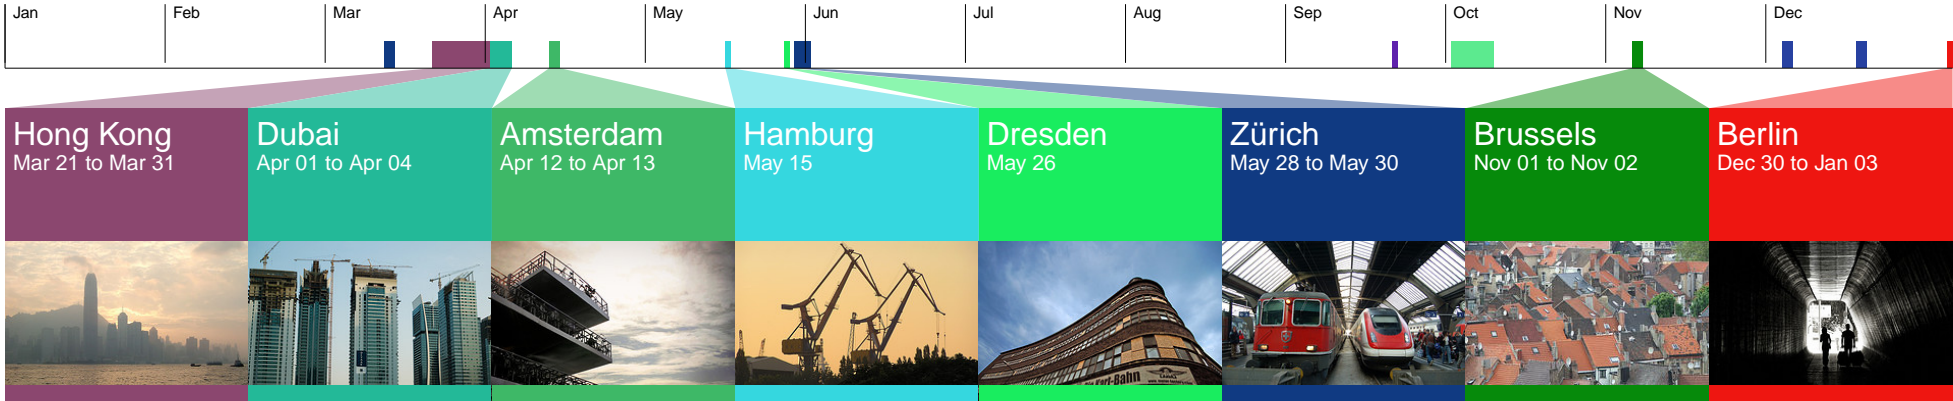 Jan Feb Mar Apr May Jun Jul Aug Sep Oct Nov Dec
Hong Kong
Mar 21 to Mar 31
Dubai
Apr 01 to Apr 04
Amsterdam
Apr 12 to Apr 13
Hamburg
May 15
Dresden
May 26
Zürich
May 28 to May 30
Brussels
Nov 01 to Nov 02
Berlin
Dec 30 to Jan 03
Karl-Bahn